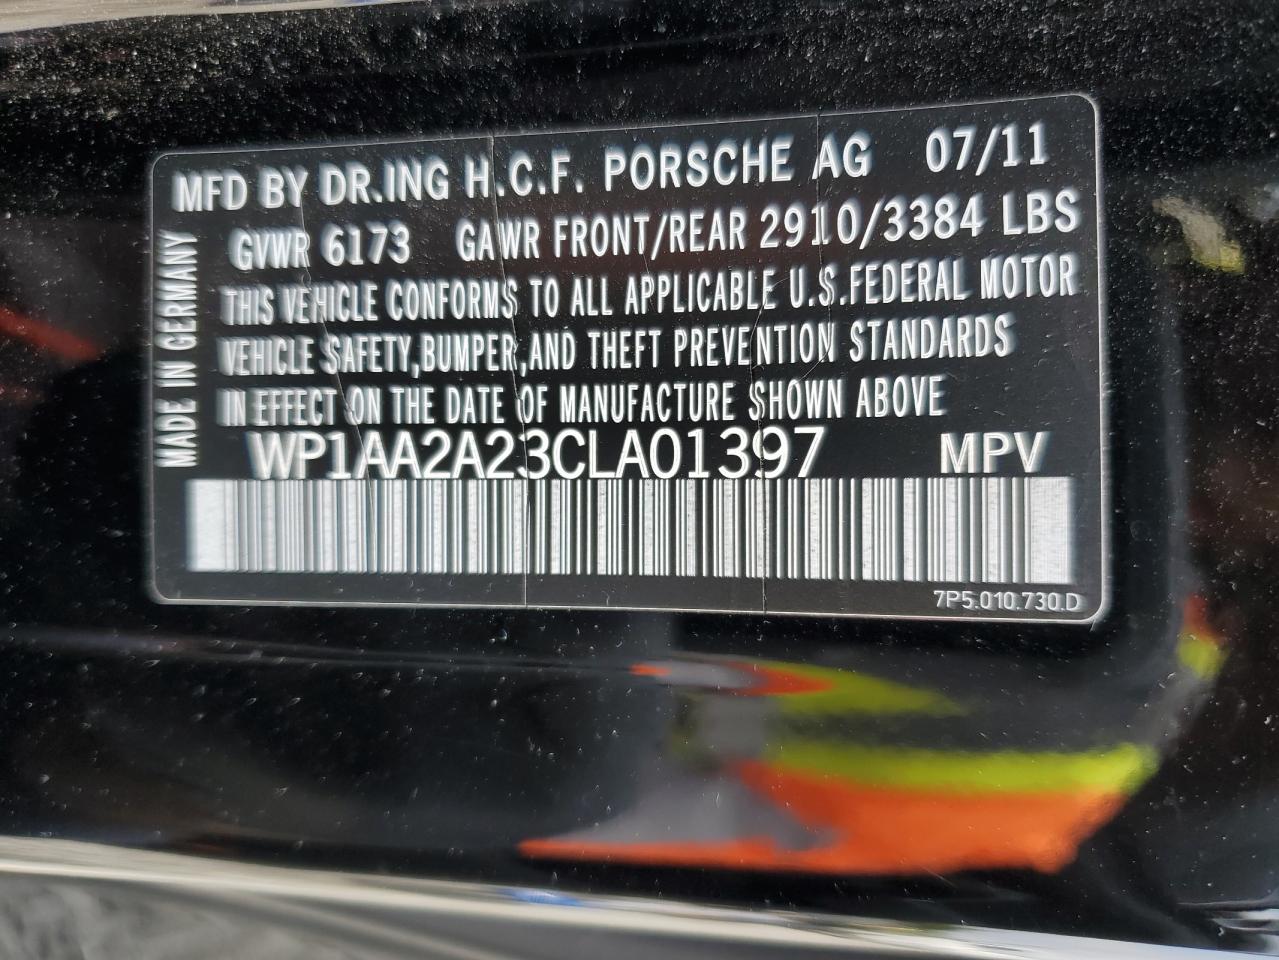 MFD BY DR.ING H.C.F. PORSCHE AG 07/11
GVWR 6173 GAWR FRONT/REAR 2910/3384 LBS
THIS VEHICLE CONFORMS TO ALL APPLICABLE U.S.FEDERAL MOTOR
VEHICLE SAFETY,BUMPER,AND THEFT PREVENTION STANDARDS
IN EFFECT ON THE DATE OF MANUFACTURE SHOWN ABOVE
WP1AA2A23CLA01397 MPV
MADE IN GERMANY
7P5.010.730.D